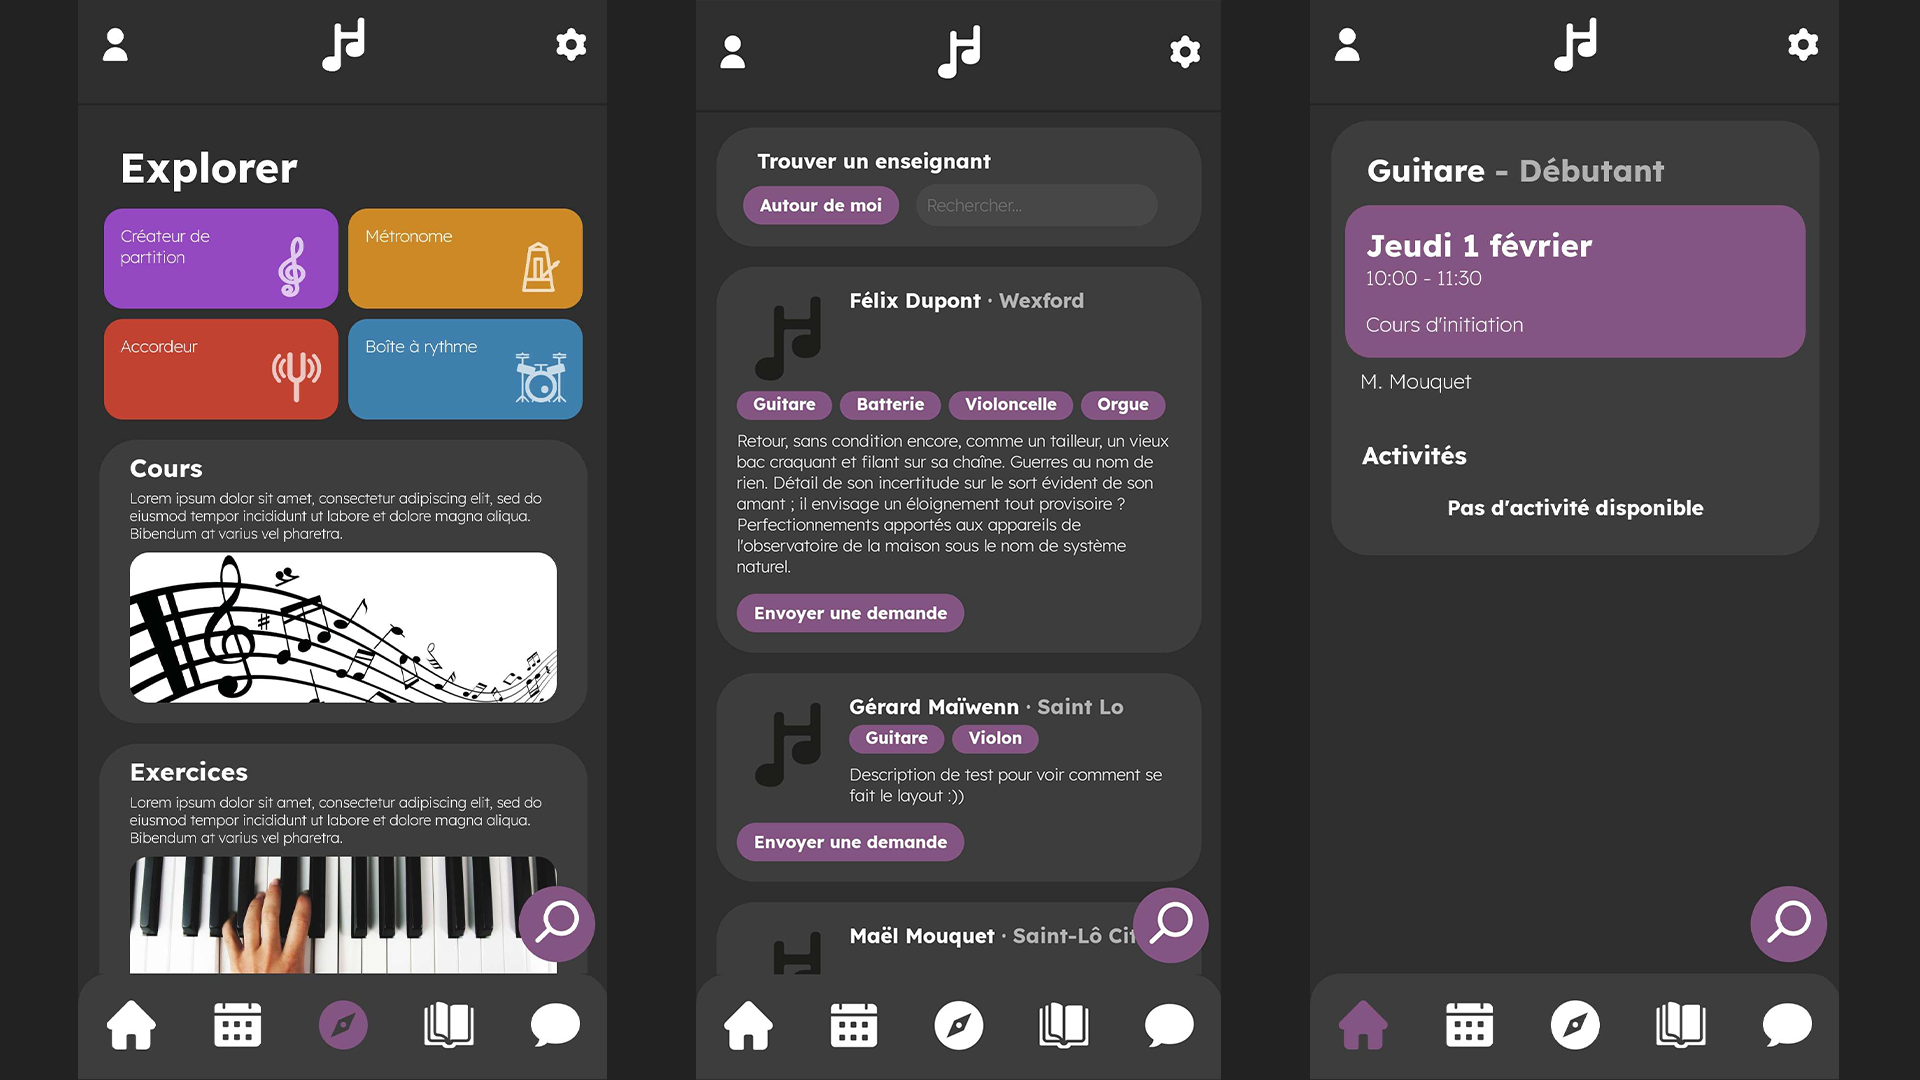 Explorer
Créateur de
partition
Métronome
Accordeur
Boîte à rythme
Cours
Lorem ipsum dolor sit amet, consectetur adipiscing elit, sed do
eiusmod tempor incididunt ut labore et dolore magna aliqua.
Bibendum at varius vel pharetra.
Exercices
Lorem ipsum dolor sit amet, consectetur adipiscing elit, sed do
eiusmod tempor incididunt ut labore et dolore magna aliqua.
Bibendum at varius vel pharetra.
Trouver un enseignant
Autour de moi
Rechercher...
Félix Dupont · Wexford
Guitare Batterie Violoncelle Orgue
Retour, sans condition encore, comme un tailleur, un vieux
bac craquant et filant sur sa chaîne. Guerres au nom de
rien. Détail de son incertitude sur le sort évident de son
amant ; il envisage un éloignement tout provisoire ?
Perfectionnements apportés aux appareils de
l'observatoire de la maison sous le nom de système
naturel.
Envoyer une demande
Gérard Maïwenn · Saint Lo
Guitare Violon
Description de test pour voir comment se
fait le layout :))
Envoyer une demande
Maël Mouquet · Saint-Lô Cit
Guitare - Débutant
Jeudi 1 février
10:00 - 11:30
Cours d'initiation
M. Mouquet
Activités
Pas d'activité disponible